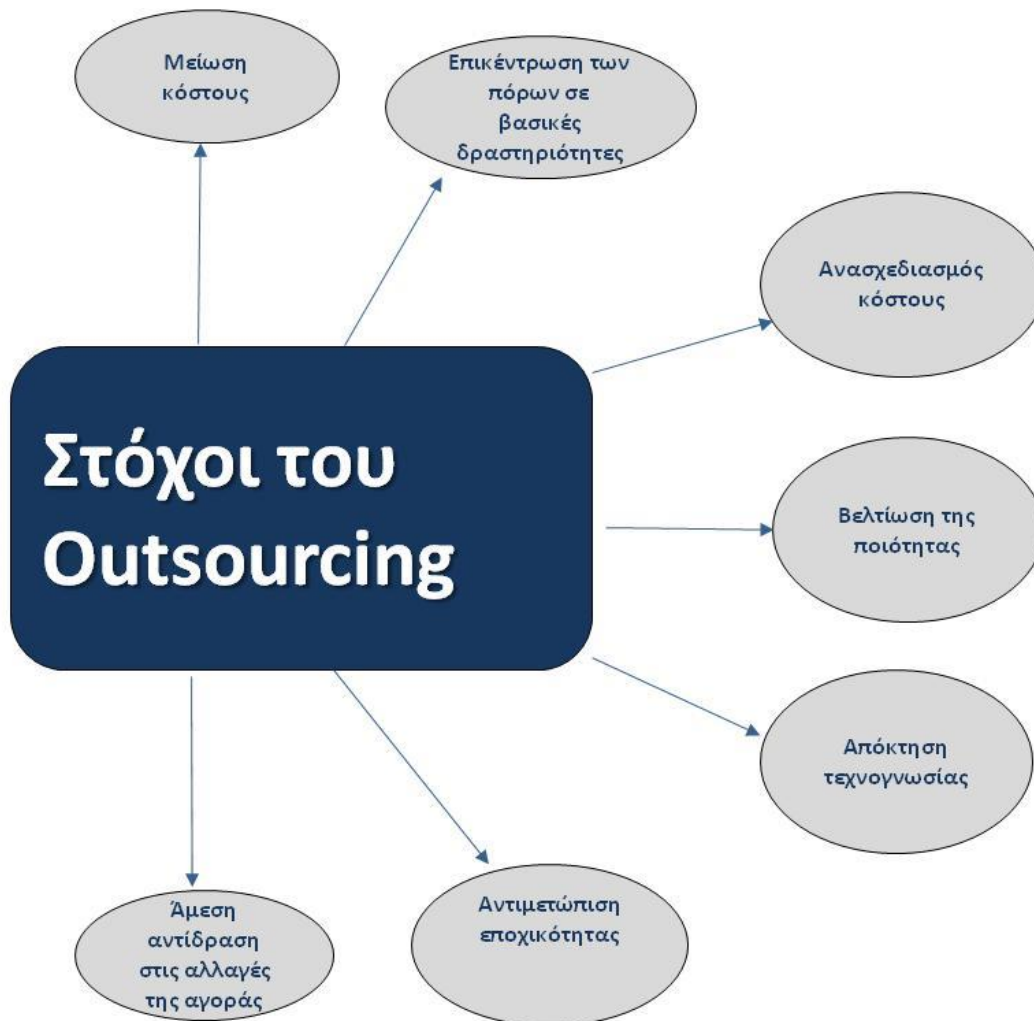 Μείωση
κόστους
Επικέντρωση των
πόρων σε
βασικές
δραστηριότητες
Ανασχεδιασμός
κόστους
Στόχοι του
Outsourcing
Βελτίωση της
ποιότητας
Απόκτηση
τεχνογνωσίας
Αντιμετώπιση
εποχικότητας
Άμεση
αντίδραση
στις αλλαγές
της αγοράς